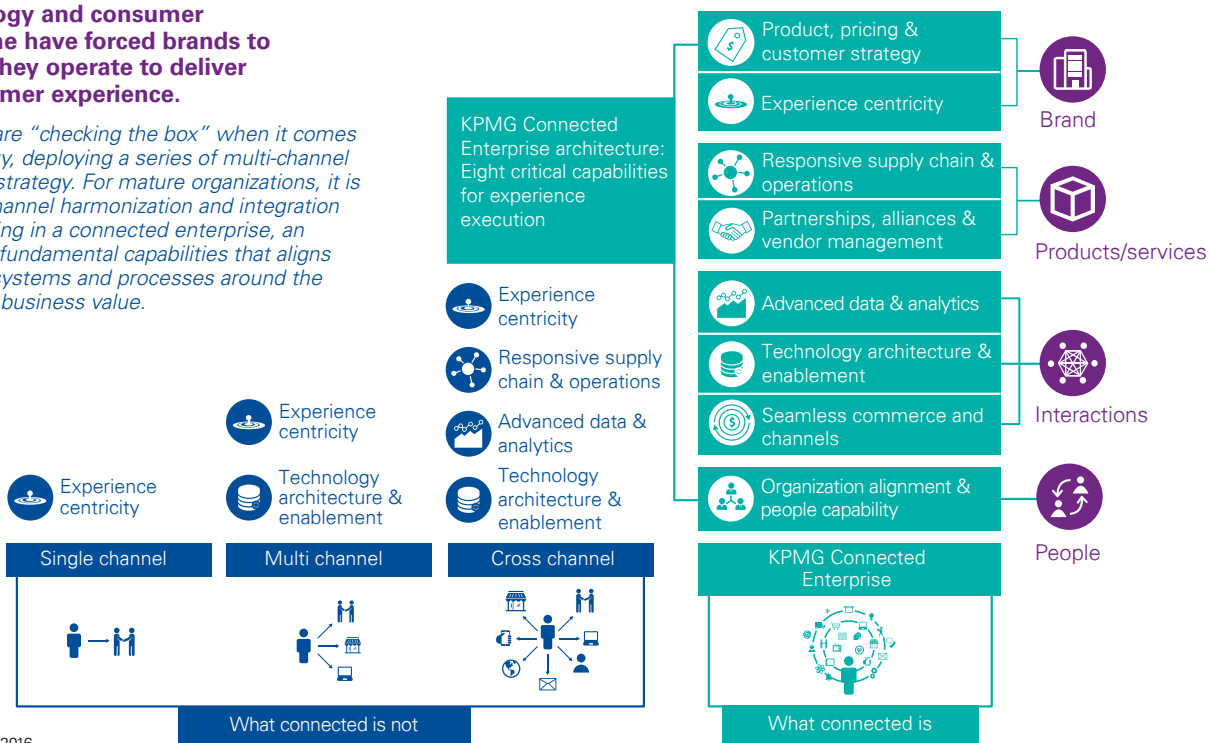 ogy and consumer
ne have forced brands to
they operate to deliver
mer experience.
are “checking the box” when it comes
y, deploying a series of multi-channel
strategy. For mature organizations, it is
hannel harmonization and integration
ing in a connected enterprise, an
fundamental capabilities that aligns
systems and processes around the
business value.
KPMG Connected
Enterprise architecture:
Eight critical capabilities
for experience
execution
Product, pricing &
customer strategy
Experience centricity
Brand
Responsive supply chain &
operations
Partnerships, alliances &
vendor management
Products/services
Advanced data & analytics
Technology architecture &
enablement
Seamless commerce and
channels
Interactions
Organization alignment &
people capability
People
Experience
centricity
Single channel
Experience
centricity
Technology
architecture &
enablement
Multi channel
Experience
centricity
Responsive supply
chain & operations
Advanced data &
analytics
Technology
architecture &
enablement
Cross channel
KPMG Connected
Enterprise
What connected is not
What connected is
2016